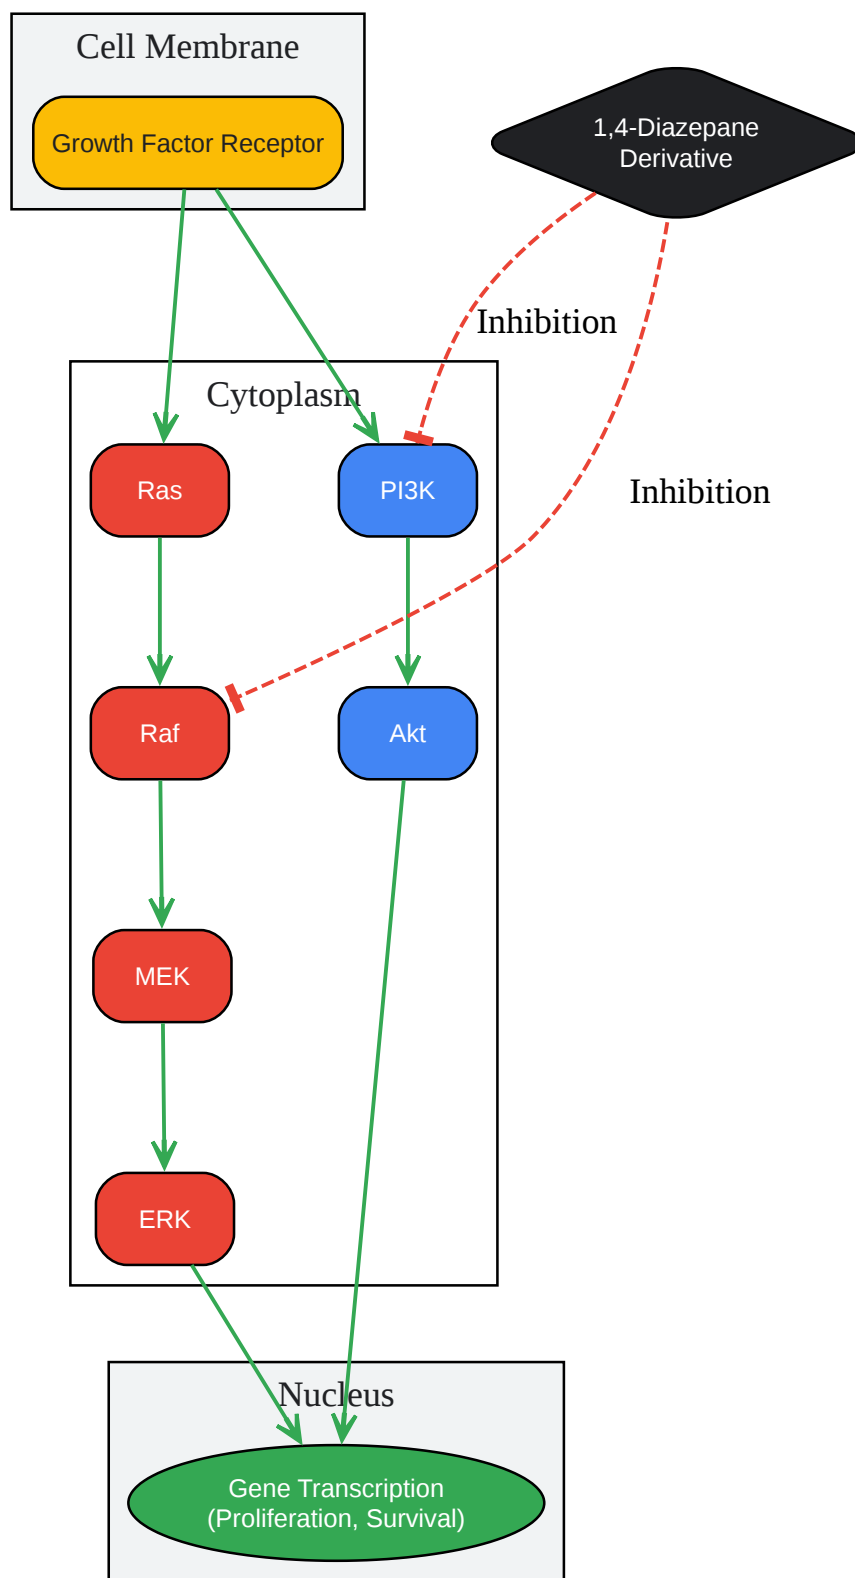 Cell Membrane
Growth Factor Receptor
1,4-Diazepane
Derivative
Inhibition
Cytoplasm
Ras
PI3K
Inhibition
Raf
Akt
MEK
ERK
Nucleus
Gene Transcription
(Proliferation, Survival)